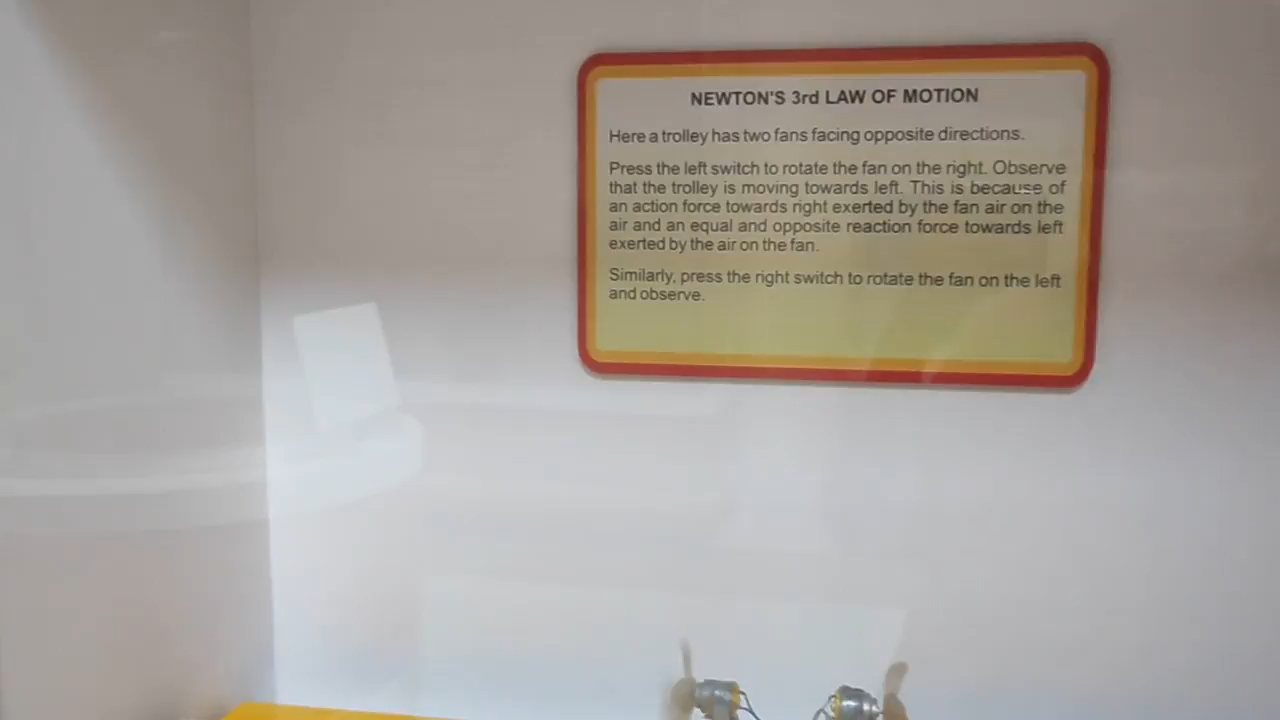 NEWTON'S 3rd LAW OF MOTION
Here a trolley has two fans facing opposite directions.
Press the left switch to rotate the fan on the right. Observe
that the trolley is moving towards left. This is because of
an action force towards right exerted by the fan air on the
air and an equal and opposite reaction force towards left
exerted by the air on the fan.
Similarly, press the right switch to rotate the fan on the left
and observe.